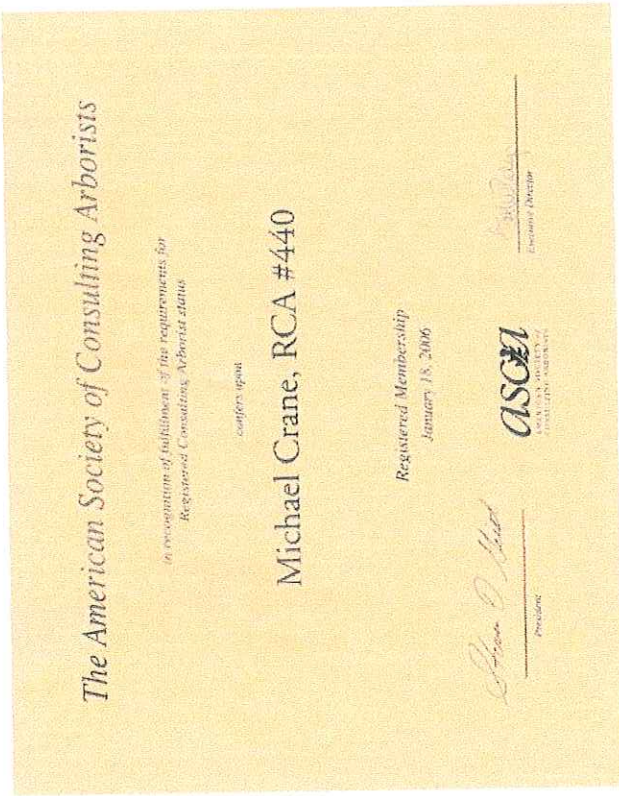 The American Society of Consulting Arborists
in recognition of fulfillment of the requirements for
Registered Consulting Arborist status
confers upon
Michael Crane, RCA #440
Registered Membership
January 18, 2006
President
asca
AMERICAN SOCIETY of
CONSULTING ARBORISTS
Executive Director